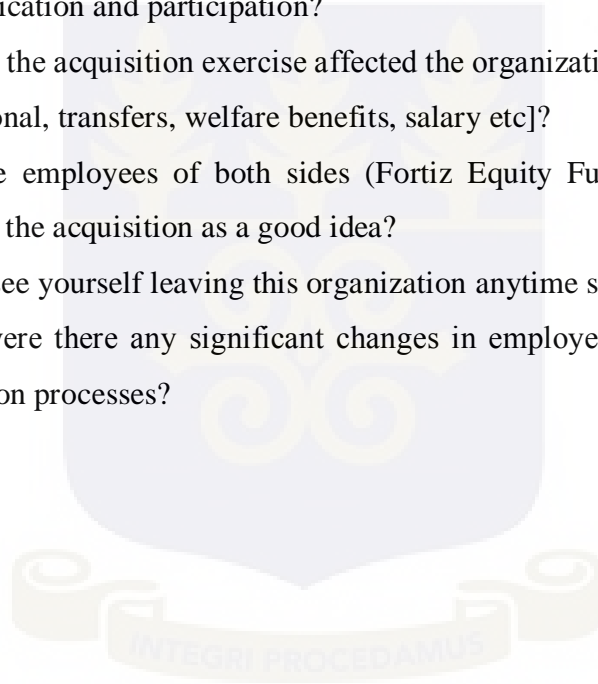 ication and participation?
the acquisition exercise affected the organizati
onal, transfers, welfare benefits, salary etc]?
e employees of both sides (Fortiz Equity Fu
the acquisition as a good idea?
see yourself leaving this organization anytime s
were there any significant changes in employe
on processes?
INTEGRI PROCEDAMUS